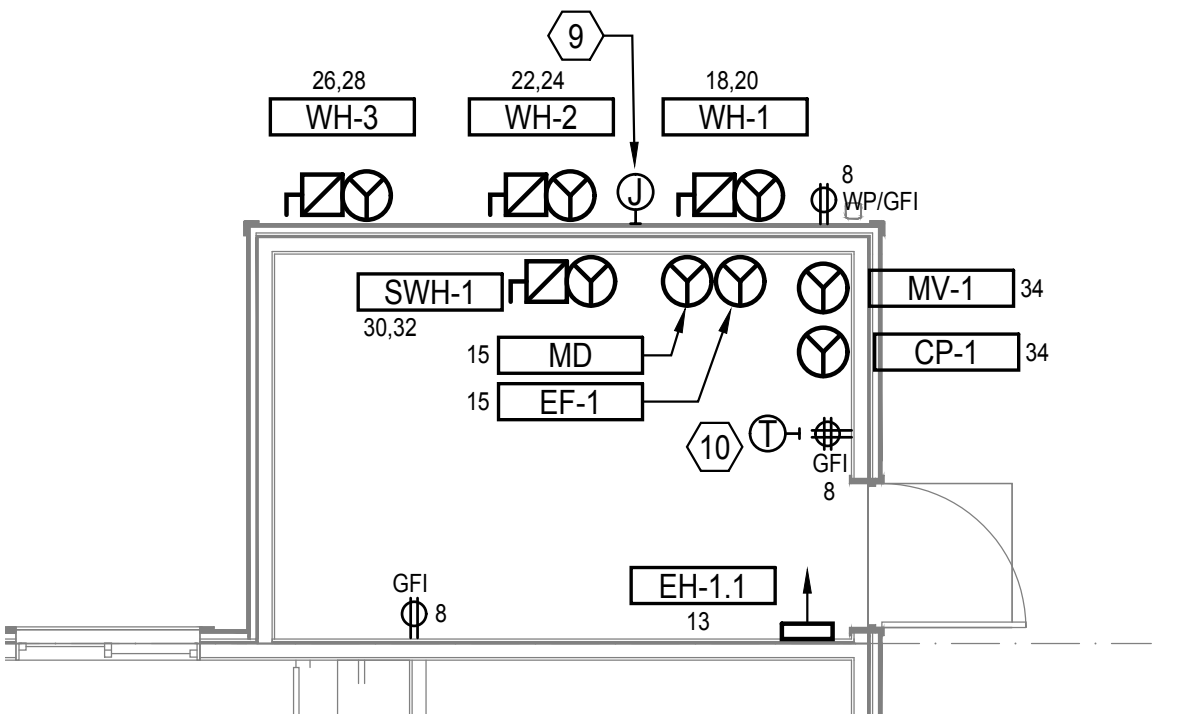 9
26,28
22,24
18,20
WH-3
WH-2
WH-1
J
8
WP/GFI
SWH-1
30,32
MV-1
34
15
MD
CP-1
34
15
EF-1
10
T
GFI
8
GFI
8
EH-1.1
13